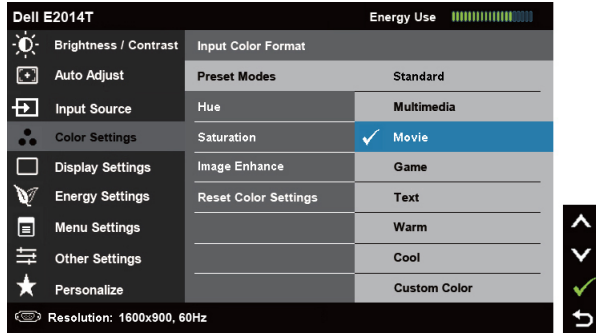 Dell E2014T Energy Use
Brightness / Contrast Input Color Format
Auto Adjust Preset Modes Standard
Input Source Hue Multimedia
Color Settings Saturation Movie
Display Settings Image Enhance Game
Energy Settings Reset Color Settings Text
Menu Settings Warm
Other Settings Cool
Personalize Custom Color
Resolution: 1600x900, 60Hz